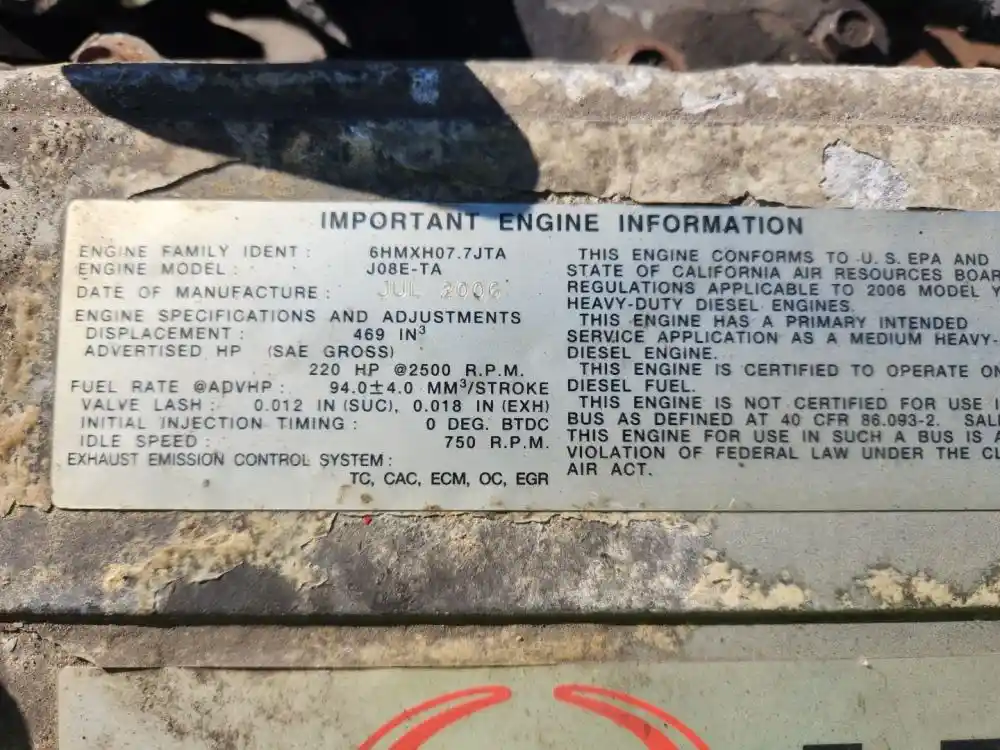 IMPORTANT ENGINE INFORMATION
ENGINE FAMILY IDENT : 6HMXH07.7JTA
ENGINE MODEL : J08E-TA
DATE OF MANUFACTURE : JUL 2006
ENGINE SPECIFICATIONS AND ADJUSTMENTS
DISPLACEMENT : 469 IN³
ADVERTISED HP (SAE GROSS)
220 HP @2500 R.P.M.
FUEL RATE @ADVHP : 94.0±4.0 MM³/STROKE
VALVE LASH : 0.012 IN (SUC), 0.018 IN (EXH)
INITIAL INJECTION TIMING : 0 DEG. BTDC
IDLE SPEED : 750 R.P.M.
EXHAUST EMISSION CONTROL SYSTEM :
TC, CAC, ECM, OC, EGR
THIS ENGINE CONFORMS TO U.S. EPA AND
STATE OF CALIFORNIA AIR RESOURCES BOAR
REGULATIONS APPLICABLE TO 2006 MODEL Y
HEAVY-DUTY DIESEL ENGINES.
THIS ENGINE HAS A PRIMARY INTENDED
SERVICE APPLICATION AS A MEDIUM HEAVY-
DIESEL ENGINE.
THIS ENGINE IS CERTIFIED TO OPERATE ON
DIESEL FUEL.
THIS ENGINE IS NOT CERTIFIED FOR USE I
BUS AS DEFINED AT 40 CFR 86.093-2. SAL
THIS ENGINE FOR USE IN SUCH A BUS IS A
VIOLATION OF FEDERAL LAW UNDER THE CL
AIR ACT.